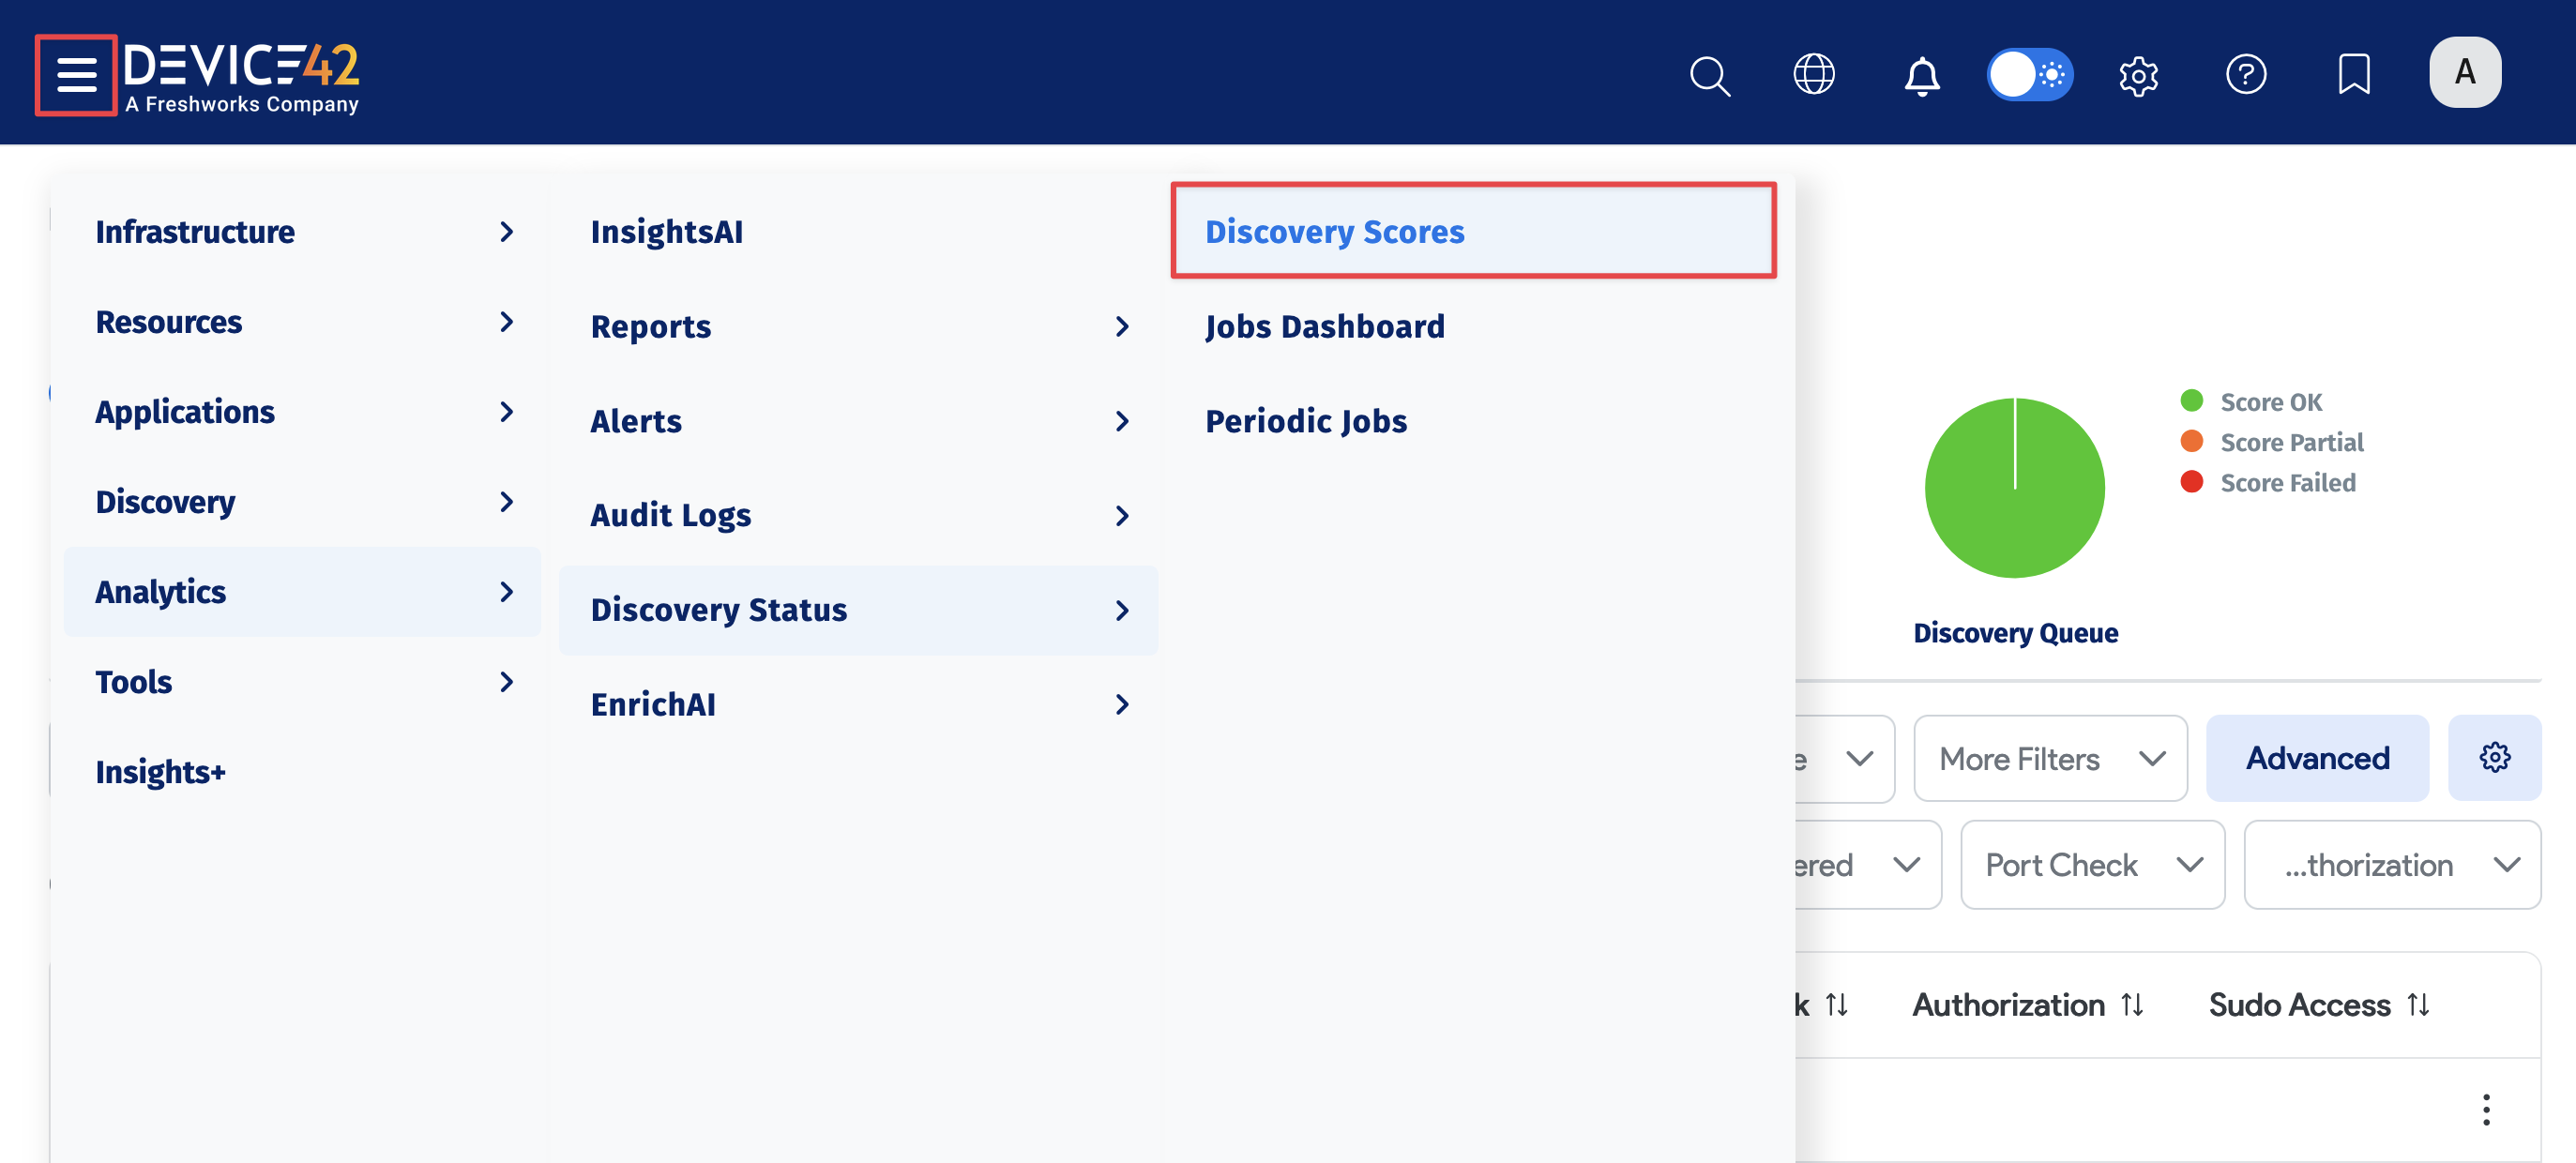 DEVICE42
A Freshworks Company
A
Infrastructure
Resources
Applications
Discovery
Analytics
Tools
Insights+
InsightsAI
Reports
Alerts
Audit Logs
Discovery Status
EnrichAI
Discovery Scores
Jobs Dashboard
Periodic Jobs
Score OK
Score Partial
Score Failed
Discovery Queue
e
More Filters
Advanced
ered
Port Check
...thorization
k
Authorization
Sudo Access